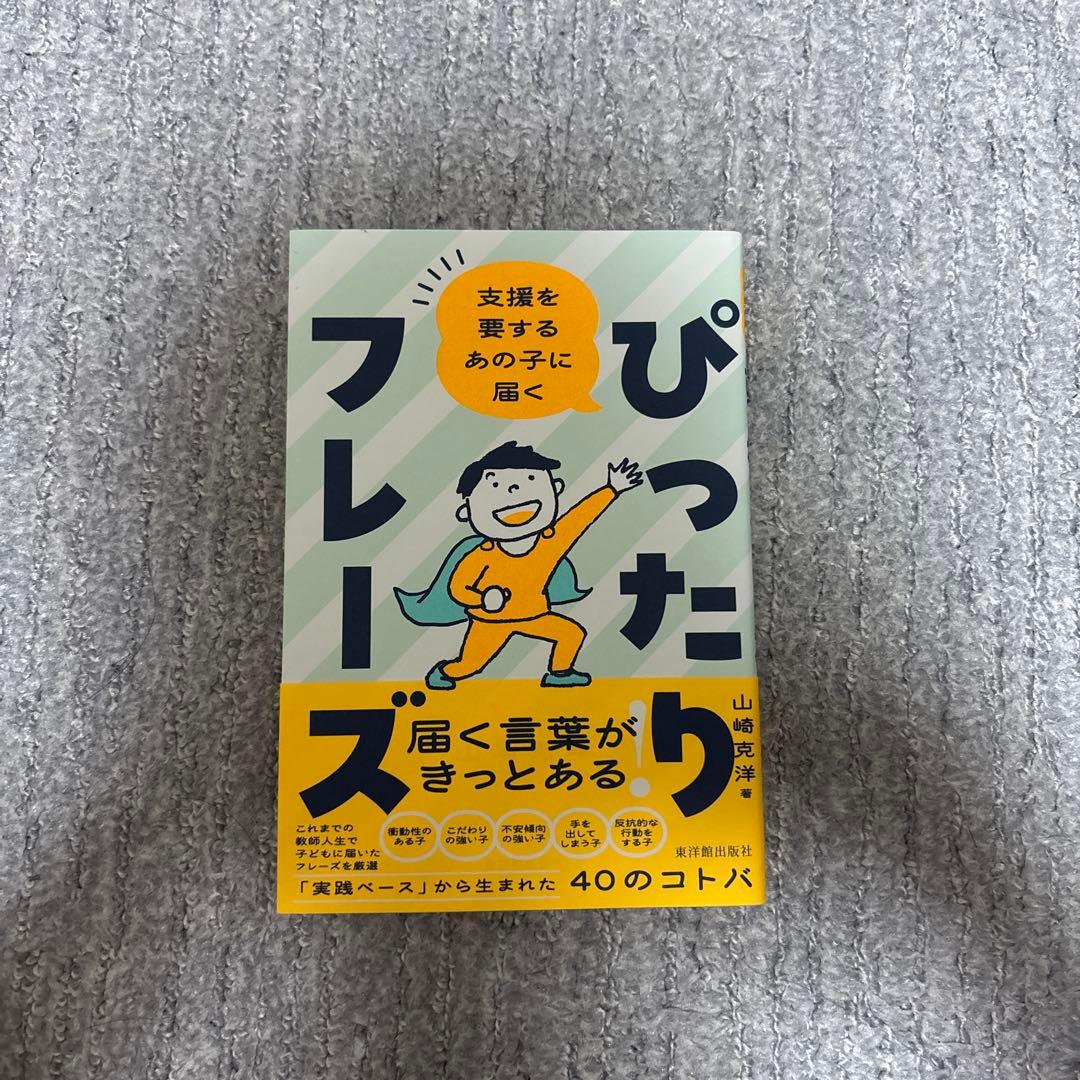 支援を
要する
あの子に
届く
ぴったり
フレーズ
山崎克洋 著
届く言葉が
きっとある!
これまでの
教師人生で
子どもに届いた
フレーズを厳選
衝動性の
ある子
こだわり
の強い子
不安傾向
の強い子
手を
出して
しまう子
反抗的な
行動を
する子
東洋館出版社
「実践ベース」から生まれた 40のコトバ